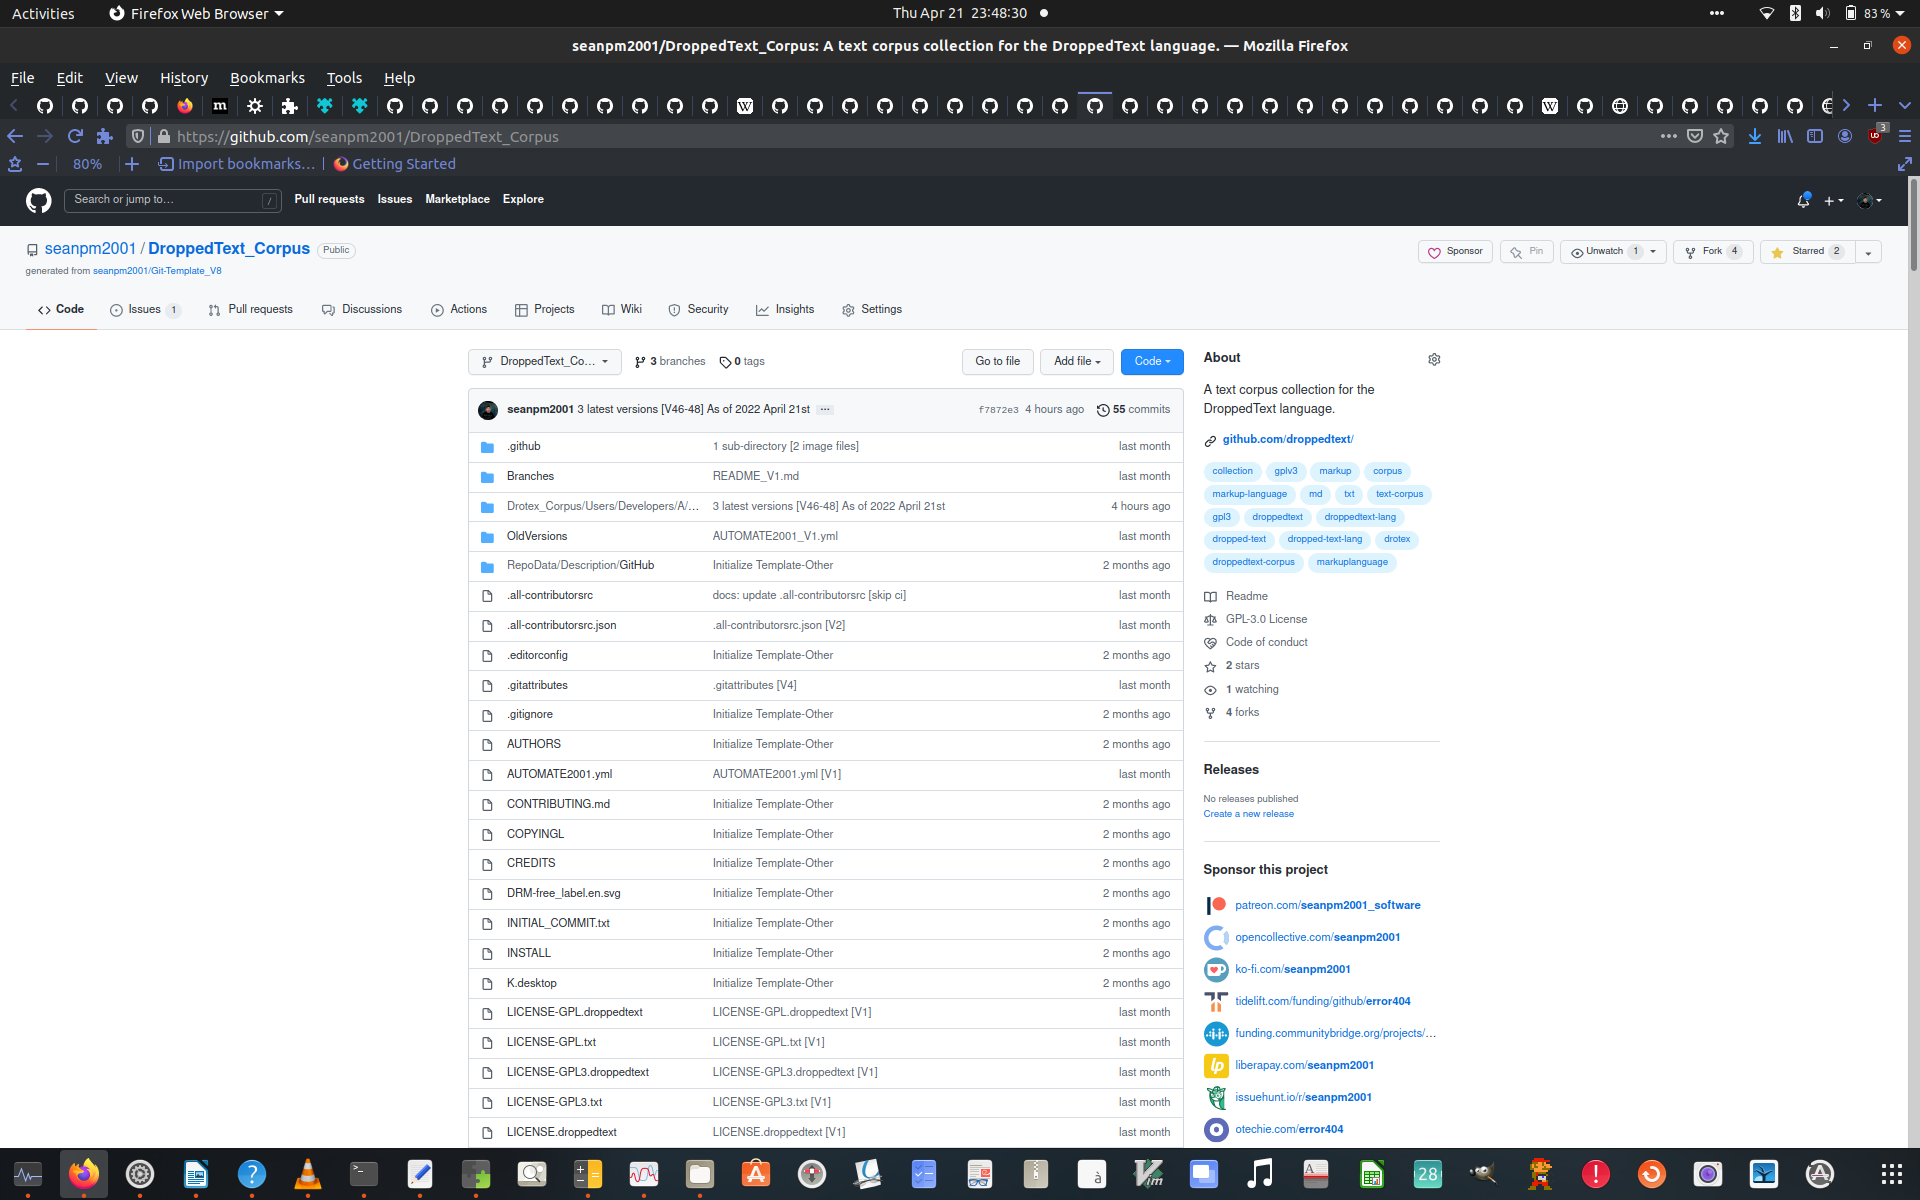 Activities Firefox Web Browser Thu Apr 21 23:48:30 83 %
seanpm2001/DroppedText_Corpus: A text corpus collection for the DroppedText language. — Mozilla Firefox
File Edit View History Bookmarks Tools Help
https://github.com/seanpm2001/DroppedText_Corpus 3
80% Import bookmarks… Getting Started
Search or jump to… / Pull requests Issues Marketplace Explore
seanpm2001 / DroppedText_Corpus Public Sponsor Pin Unwatch 1 Fork 4 Starred 2
generated from seanpm2001/Git-Template_V8
Code Issues 1 Pull requests Discussions Actions Projects Wiki Security Insights Settings
DroppedText_Co… 3 branches 0 tags Go to file Add file Code
seanpm2001 3 latest versions [V46-48] As of 2022 April 21st … f7872e3 4 hours ago 55 commits
.github 1 sub-directory [2 image files] last month
Branches README_V1.md last month
Drotex_Corpus/Users/Developers/A/… 3 latest versions [V46-48] As of 2022 April 21st 4 hours ago
OldVersions AUTOMATE2001_V1.yml last month
RepoData/Description/GitHub Initialize Template-Other 2 months ago
.all-contributorsrc docs: update .all-contributorsrc [skip ci] last month
.all-contributorsrc.json .all-contributorsrc.json [V2] last month
.editorconfig Initialize Template-Other 2 months ago
.gitattributes .gitattributes [V4] last month
.gitignore Initialize Template-Other 2 months ago
AUTHORS Initialize Template-Other 2 months ago
AUTOMATE2001.yml AUTOMATE2001.yml [V1] last month
CONTRIBUTING.md Initialize Template-Other 2 months ago
COPYINGL Initialize Template-Other 2 months ago
CREDITS Initialize Template-Other 2 months ago
DRM-free_label.en.svg Initialize Template-Other 2 months ago
INITIAL_COMMIT.txt Initialize Template-Other 2 months ago
INSTALL Initialize Template-Other 2 months ago
K.desktop Initialize Template-Other 2 months ago
LICENSE-GPL.droppedtext LICENSE-GPL.droppedtext [V1] last month
LICENSE-GPL.txt LICENSE-GPL.txt [V1] last month
LICENSE-GPL3.droppedtext LICENSE-GPL3.droppedtext [V1] last month
LICENSE-GPL3.txt LICENSE-GPL3.txt [V1] last month
LICENSE.droppedtext LICENSE.droppedtext [V1] last month
About
A text corpus collection for the
DroppedText language.
github.com/droppedtext/
collection gplv3 markup corpus
markup-language md txt text-corpus
gpl3 droppedtext droppedtext-lang
dropped-text dropped-text-lang drotex
droppedtext-corpus markuplanguage
Readme
GPL-3.0 License
Code of conduct
2 stars
1 watching
4 forks
Releases
No releases published
Create a new release
Sponsor this project
patreon.com/seanpm2001_software
opencollective.com/seanpm2001
ko-fi.com/seanpm2001
tidelift.com/funding/github/error404
funding.communitybridge.org/projects/…
liberapay.com/seanpm2001
issuehunt.io/r/seanpm2001
otechie.com/error404
28